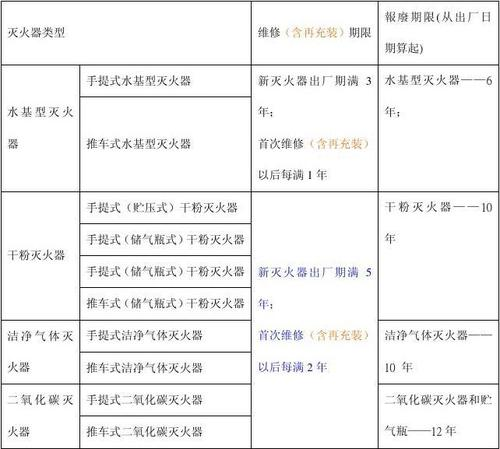 灭火器类型
维修（含再充装）期限
報廢期限(从出厂日
期算起)
水基型灭火
器
手提式水基型灭火器
推车式水基型灭火器
新灭火器出厂期满 3
年；
首次维修（含再充装）
以后每满 1 年
水基型灭火器——6
年；
干粉灭火器
手提式（贮压式）干粉灭火器
手提式（储气瓶式）干粉灭火器
手提式（储气瓶式）干粉灭火器
推车式（储气瓶式）干粉灭火器
新灭火器出厂期满 5
年；
首次维修（含再充装）
以后每满 2 年
干粉灭火器——10
年
洁净气体灭
火器
手提式洁净气体灭火器
推车式洁净气体灭火器
洁净气体灭火器——
10 年
二氧化碳灭
火器
手提式二氧化碳灭火器
推车式二氧化碳灭火器
二氧化碳灭火器和贮
气瓶——12 年